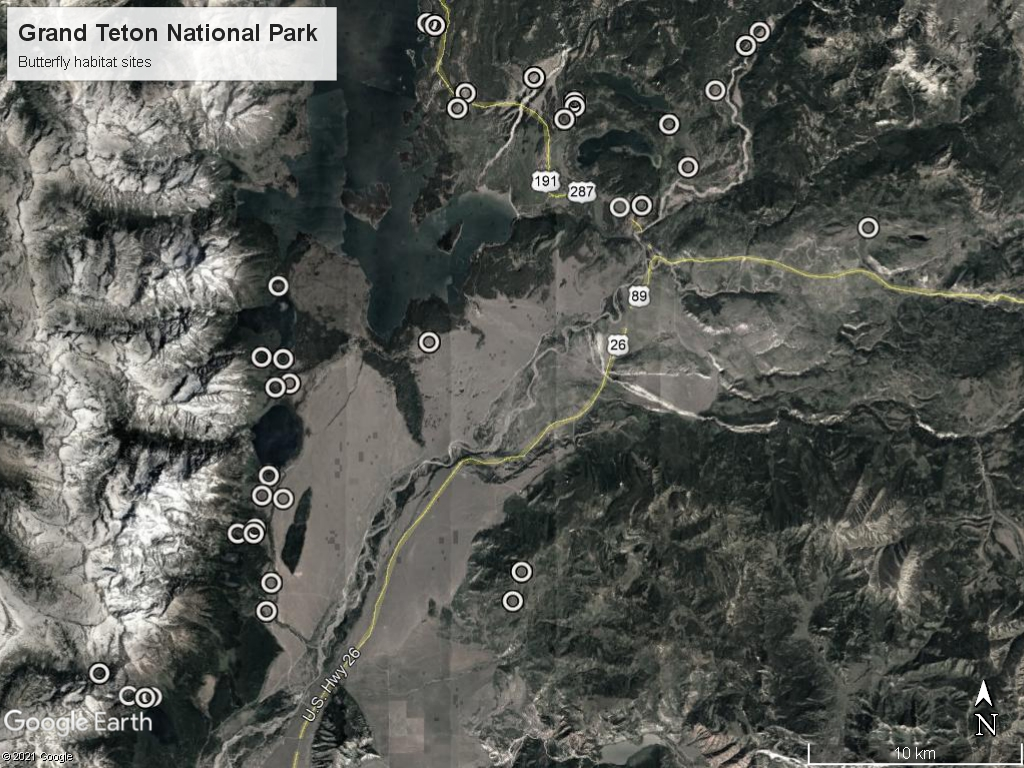 Grand Teton National Park
Butterfly habitat sites
191
287
89
26
U.S. Hwy 26
Google Earth
© 2021 Google
N
10 km